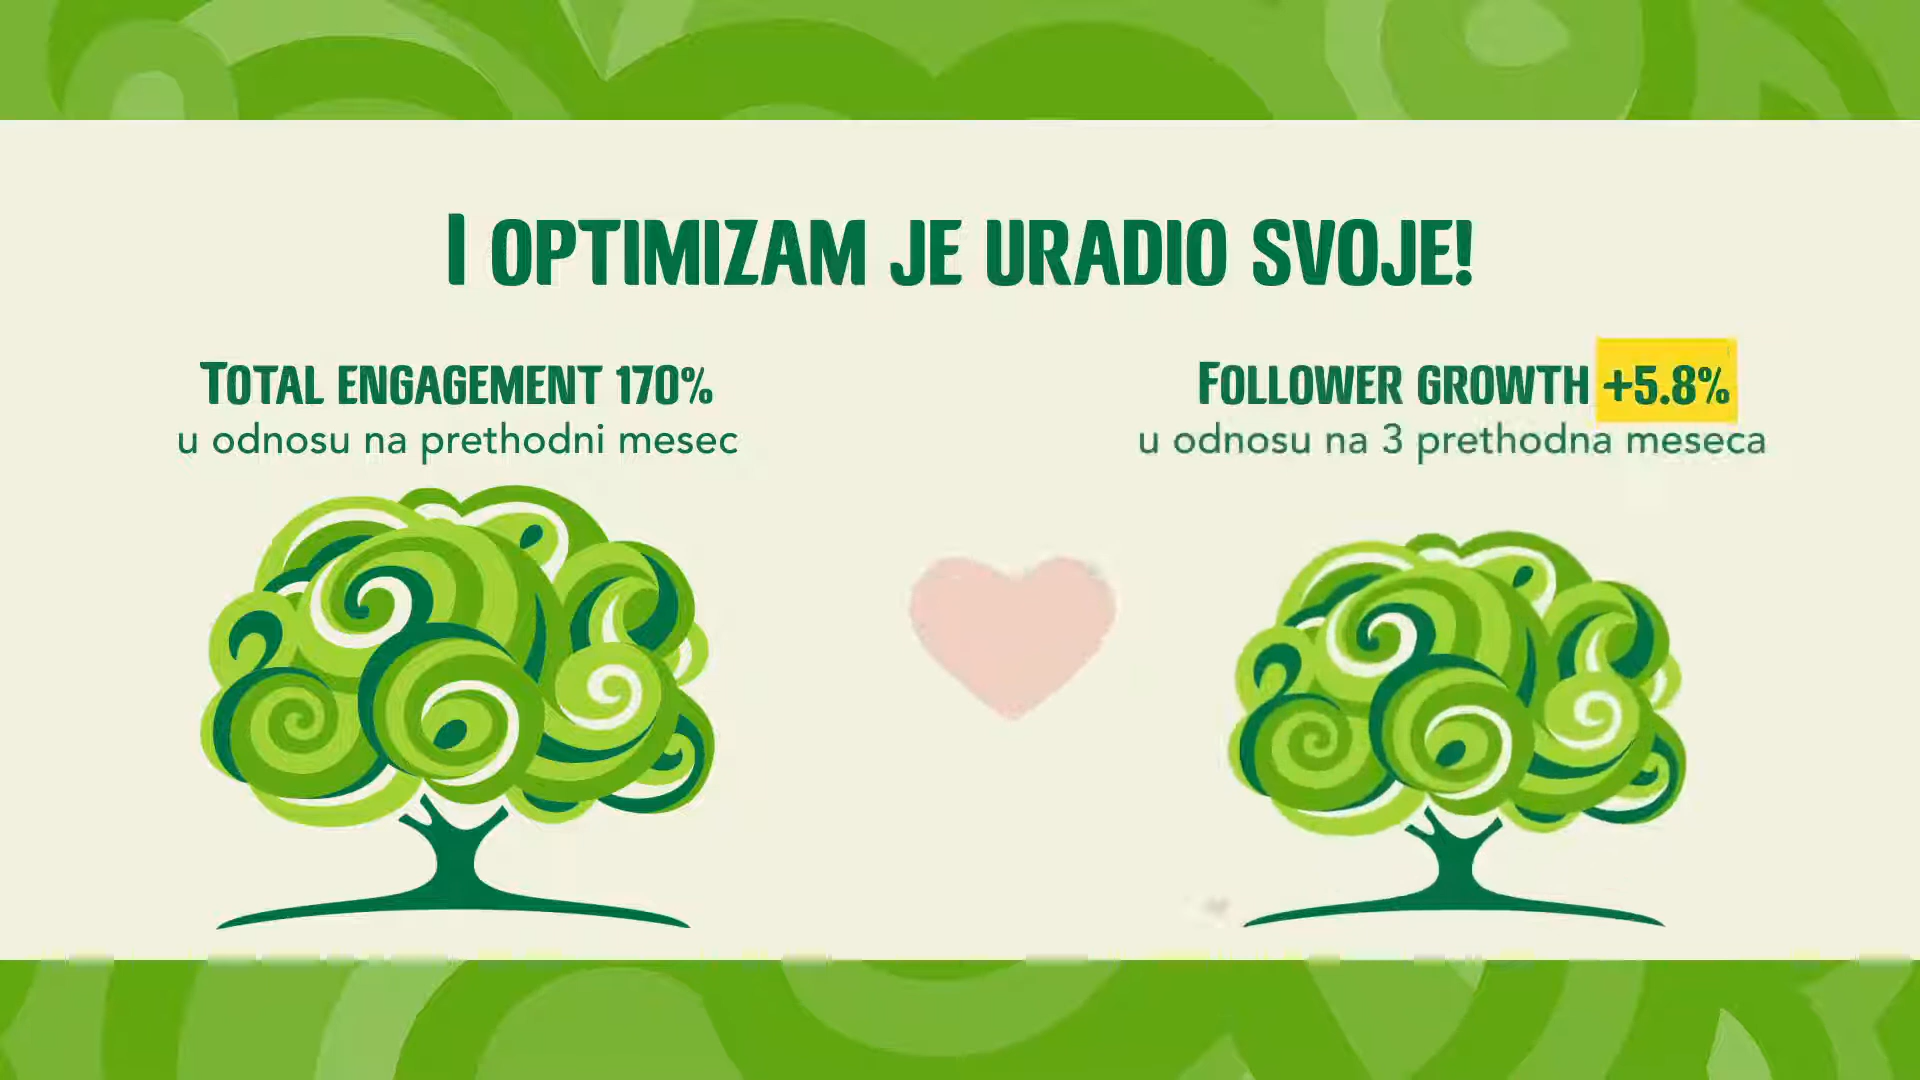 I OPTIMIZAM JE URADIO SVOJE!
TOTAL ENGAGEMENT 170%
u odnosu na prethodni mesec
FOLLOWER GROWTH +5.8%
u odnosu na 3 prethodna meseca